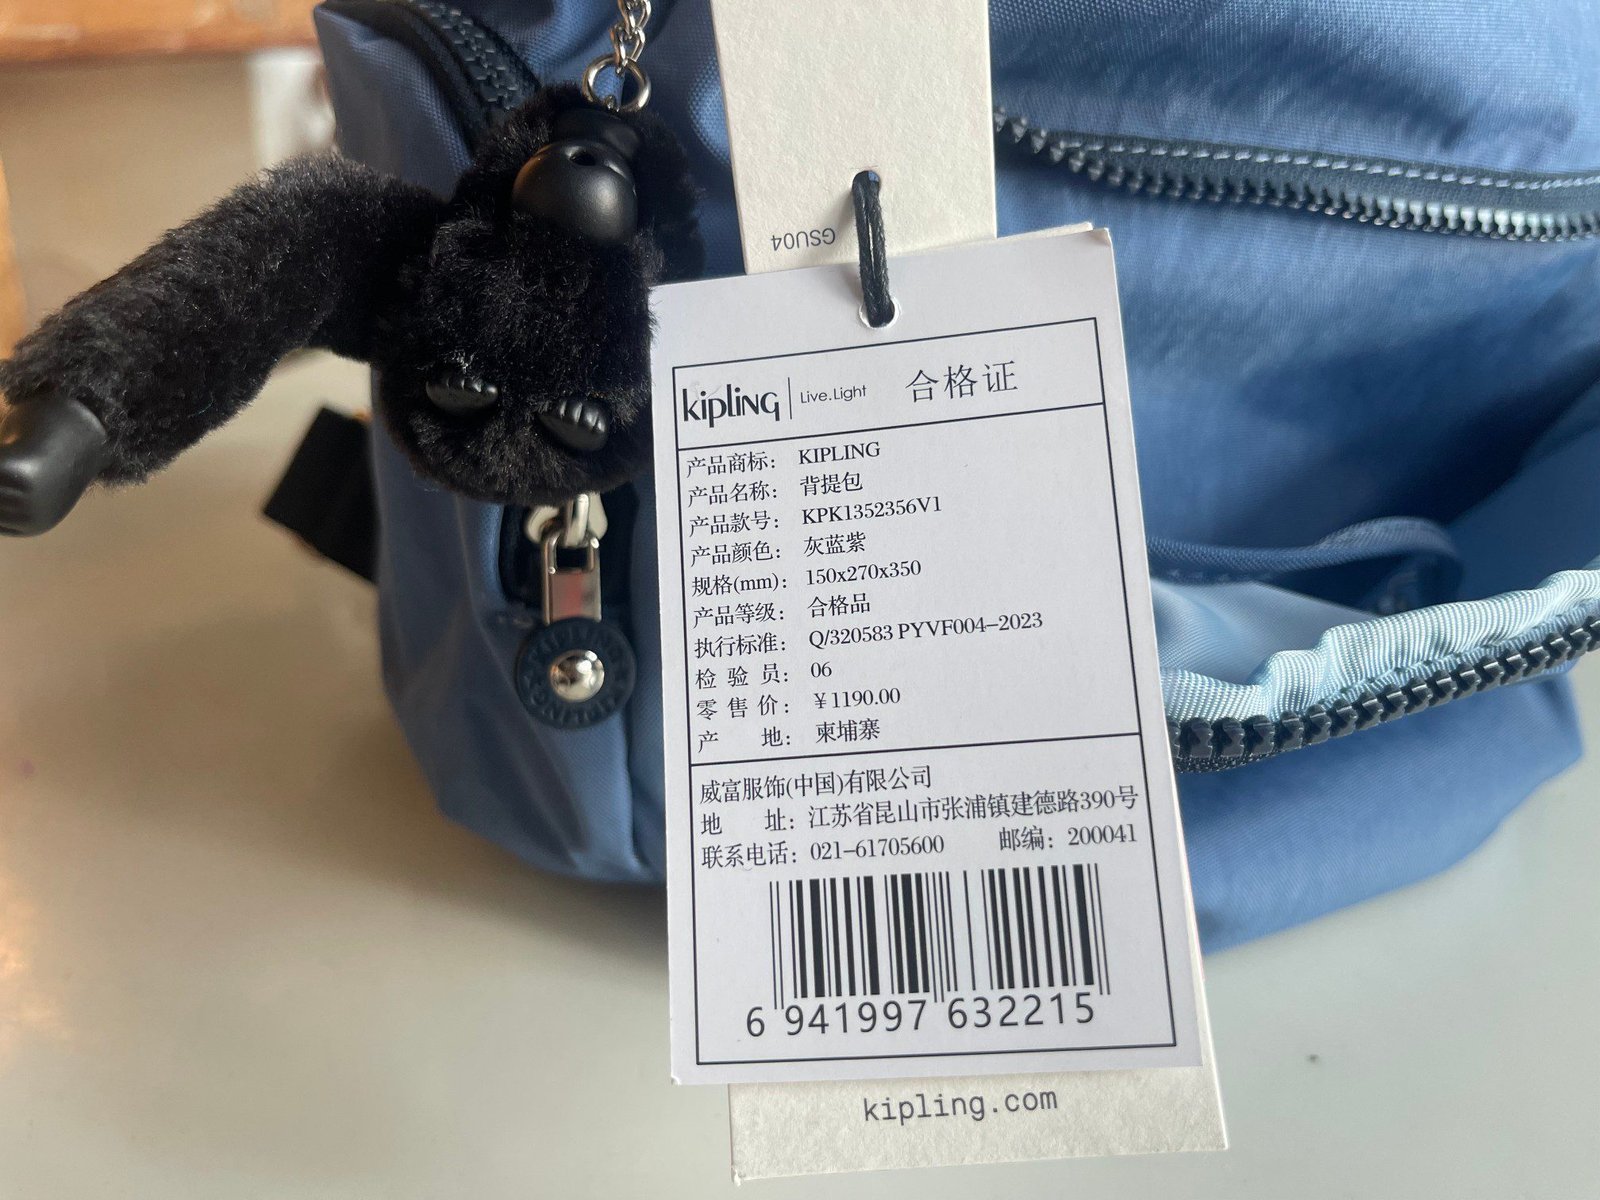 GSU04
kipling | Live.Light 合格证
产品商标： KIPLING
产品名称： 背提包
产品款号： KPK1352356V1
产品颜色： 灰蓝紫
规格(mm)： 150x270x350
产品等级： 合格品
执行标准： Q/320583 PYVF004-2023
检 验 员： 06
零 售 价： ¥1190.00
产 地： 柬埔寨
威富服饰(中国)有限公司
地 址： 江苏省昆山市张浦镇建德路390号
联系电话： 021-61705600 邮编： 200041
6 941997 632215
kipling.com
KIPLING